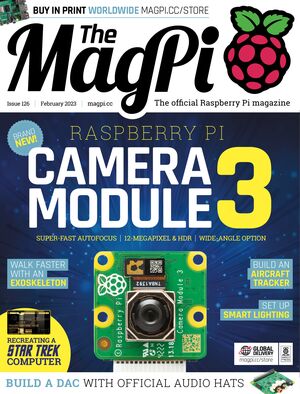 BUY IN PRINT WORLDWIDE MAGPI.CC/STORE
The
MagPi
Issue 126 | February 2023 | magpi.cc
The official Raspberry Pi magazine
BRAND
NEW!
RASPBERRY PI
CAMERA
MODULE 3
SUPER-FAST AUTOFOCUS | 12-MEGAPIXEL & HDR | WIDE-ANGLE OPTION
WALK FASTER
WITH AN
EXOSKELETON
BUILD AN
AIRCRAFT
TRACKER
SET UP
SMART LIGHTING
© Raspberry Pi
Camera Module 3
RECREATING A
STAR TREK
COMPUTER
GLOBAL
DELIVERY
magpi.cc/store
BUILD A DAC WITH OFFICIAL AUDIO HATS